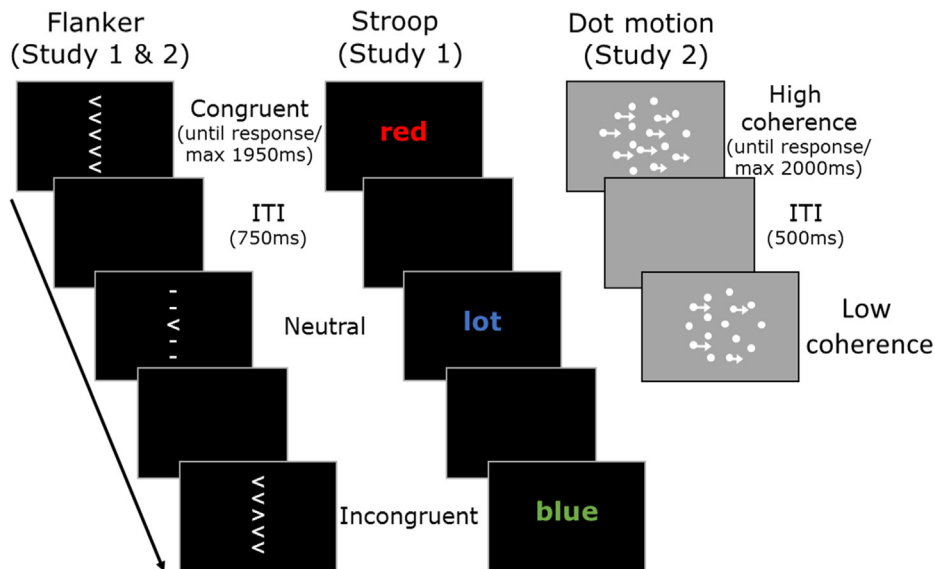 Flanker
(Study 1 & 2)
Stroop
(Study 1)
Dot motion
(Study 2)
<
<
<
<
<
Congruent
(until response/
max 1950ms)
red
High
coherence
(until response/
max 2000ms)
ITI
(750ms)
ITI
(500ms)
-
-
<
-
-
Neutral
lot
Low
coherence
<
<
>
<
<
Incongruent
blue